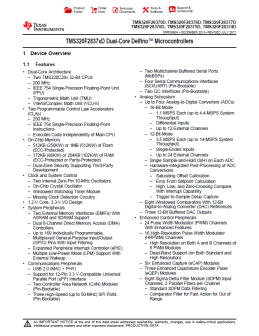 Product Folder
Order Now
Technical Documents
Tools & Software
Support & Community
TEXAS INSTRUMENTS
TMS320F28379D, TMS320F28378D, TMS320F28377D
TMS320F28376D, TMS320F28375D, TMS320F28374D
TMS320F2837xD Dual-Core Delfino™ Microcontrollers
1 Device Overview
1.1 Features
• Dual-Core Architecture
– Two TMS320C28x 32-Bit CPUs
– 200 MHz
– IEEE 754 Single-Precision Floating-Point Unit (FPU)
– Trigonometric Math Unit (TMU)
– Viterbi/Complex Math Unit (VCU-II)
• Two Programmable Control Law Accelerators (CLAs)
– 200 MHz
– IEEE 754 Single-Precision Floating-Point Instructions
– Executes Code Independently of Main CPU
• On-Chip Memory
– 512KB (256KW) or 1MB (512KW) of Flash (ECC-Protected)
– 172KB (86KW) or 204KB (102KW) of RAM (ECC-Protected or Parity-Protected)
– Dual-Zone Security Supporting Third-Party Development
• Clock and System Control
– Two Internal Zero-Pin 10-MHz Oscillators
– On-Chip Crystal Oscillator
– Windowed Watchdog Timer Module
– Missing Clock Detection Circuitry
• 1.2-V Core, 3.3-V I/O Design
• System Peripherals
– Two External Memory Interfaces (EMIFs) With ASRAM and SDRAM Support
– Dual 6-Channel Direct Memory Access (DMA) Controllers
– Up to 169 Individually Programmable, Multiplexed General-Purpose Input/Output (GPIO) Pins With Input Filtering
– Expanded Peripheral Interrupt Controller (ePIE)
– Multiple Low-Power Mode (LPM) Support With External Wakeup
• Communications Peripherals
– USB 2.0 (MAC + PHY)
– Support for 12-Pin 3.3 V-Compatible Universal Parallel Port (uPP) Interface
– Two Controller Area Network (CAN) Modules (Pin-Bootable)
– Three High-Speed (up to 50-MHz) SPI Ports (Pin-Bootable)
– Two Multichannel Buffered Serial Ports (McBSPs)
– Four Serial Communications Interfaces (SCI/UART) (Pin-Bootable)
– Two I2C Interfaces (Pin-Bootable)
• Analog Subsystem
– Up to Four Analog-to-Digital Converters (ADCs)
– 16-Bit Mode
– 1.1 MSPS Each (up to 4.4-MSPS System Throughput)
– Differential Inputs
– Up to 12 External Channels
– 12-Bit Mode
– 3.5 MSPS Each (up to 14-MSPS System Throughput)
– Single-Ended Inputs
– Up to 24 External Channels
– Single Sample-and-Hold (S/H) on Each ADC
– Hardware-Integrated Post-Processing of ADC Conversions
– Saturating Offset Calibration
– Error From Setpoint Calculation
– High, Low, and Zero-Crossing Compare, With Interrupt Capability
– Trigger-to-Sample Delay Capture
– Eight Windowed Comparators With 12-Bit Digital-to-Analog Converter (DAC) References
– Three 12-Bit Buffered DAC Outputs
• Enhanced Control Peripherals
– 24 Pulse Width Modulator (PWM) Channels With Enhanced Features
– 16 High-Resolution Pulse Width Modulator (HRPWM) Channels
– High Resolution on Both A and B Channels of 8 PWM Modules
– Dead-Band Support (on Both Standard and High Resolution)
– Six Enhanced Capture (eCAP) Modules
– Three Enhanced Quadrature Encoder Pulse (eQEP) Modules
– Eight Sigma-Delta Filter Module (SDFM) Input Channels, 2 Parallel Filters per Channel
– Standard SDFM Data Filtering
– Comparator Filter for Fast Action for Out of Range
An IMPORTANT NOTICE at the end of this data sheet addresses availability, warranty, changes, use in safety-critical applications, intellectual property matters and other important disclaimers. PRODUCTION DATA.